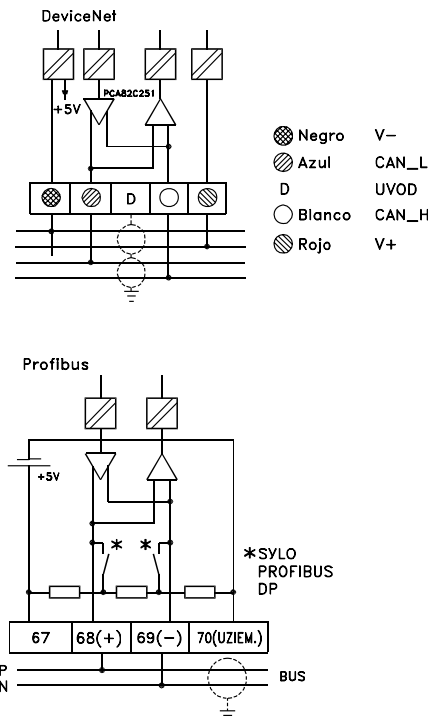 DeviceNet
PCA82C251
+5V
Negro V-
Azul CAN_L
D UVOD
Blanco CAN_H
Rojo V+
D
Profibus
+5V
* *
*SYLO
PROFIBUS
DP
67 68(+) 69(-) 70(UZIEM.)
P
N
BUS